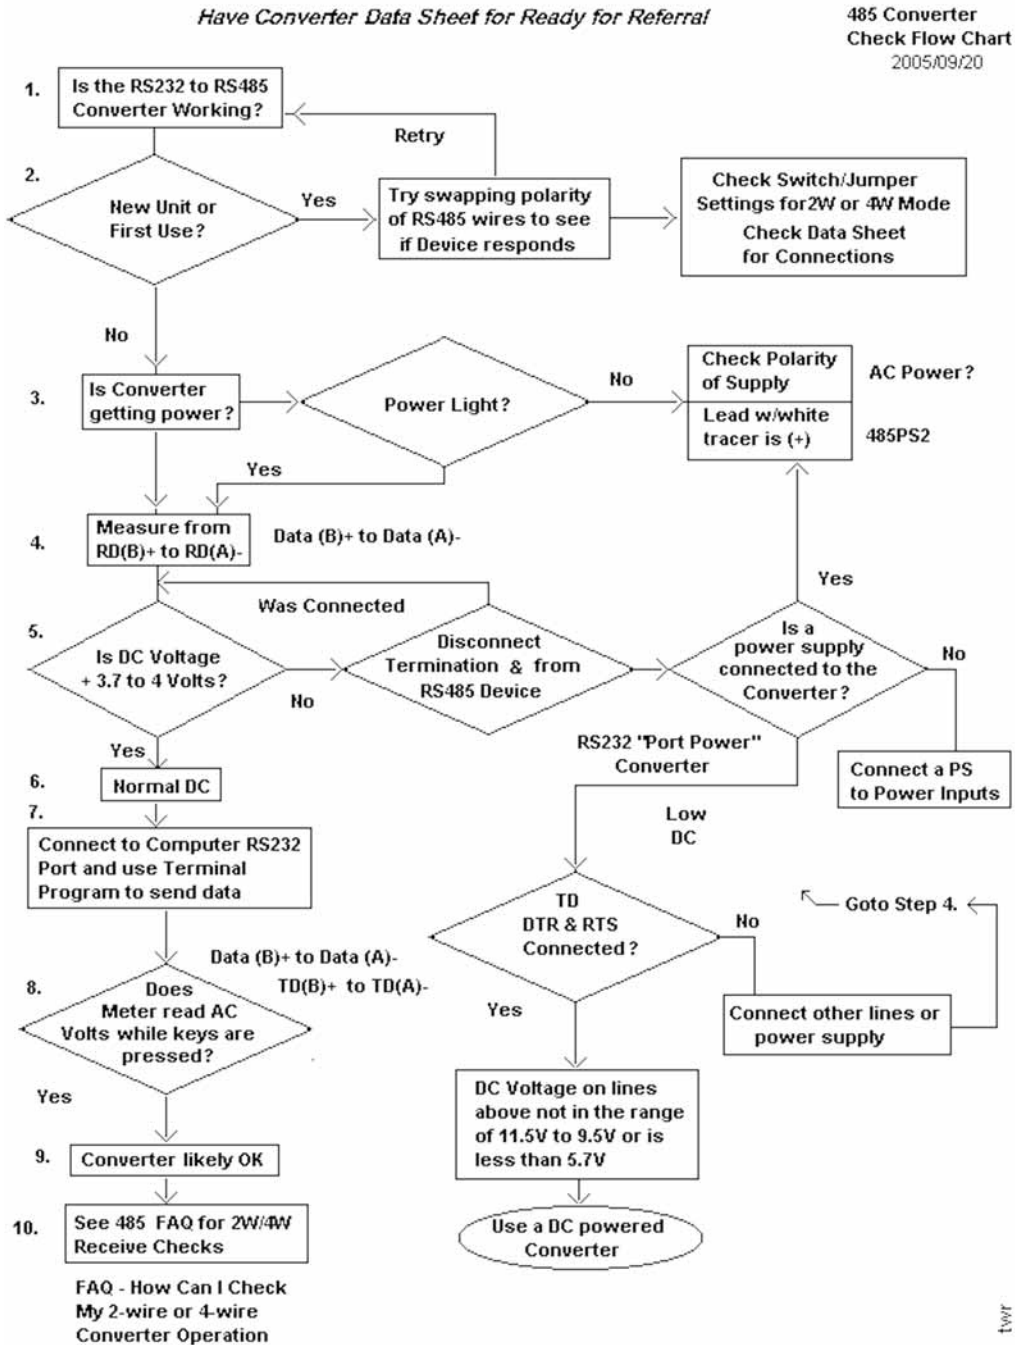 Have Converter Data Sheet for Ready for Referral
485 Converter
Check Flow Chart
2005/09/20
1.
Is the RS232 to RS485
Converter Working?
Retry
2.
New Unit or
First Use?
Yes
Try swapping polarity
of RS485 wires to see
if Device responds
Check Switch/Jumper
Settings for2W or 4W Mode
Check Data Sheet
for Connections
No
3.
Is Converter
getting power?
Power Light?
No
Check Polarity
of Supply
Lead w/white
tracer is (+)
AC Power?
485PS2
Yes
4.
Measure from
RD(B)+ to RD(A)-
Data (B)+ to Data (A)-
Was Connected
Yes
5.
Is DC Voltage
+ 3.7 to 4 Volts?
No
Disconnect
Termination & from
RS485 Device
Is a
power supply
connected to the
Converter?
No
Yes
RS232 "Port Power"
Converter
Connect a PS
to Power Inputs
6.
Normal DC
7.
Connect to Computer RS232
Port and use Terminal
Program to send data
Low
DC
TD
DTR & RTS
Connected?
No
Goto Step 4.
Data (B)+ to Data (A)-
TD(B)+ to TD(A)-
8.
Does
Meter read AC
Volts while keys are
pressed?
Yes
Connect other lines or
power supply
Yes
DC Voltage on lines
above not in the range
of 11.5V to 9.5V or is
less than 5.7V
9.
Converter likely OK
10.
See 485 FAQ for 2W/4W
Receive Checks
Use a DC powered
Converter
FAQ - How Can I Check
My 2-wire or 4-wire
Converter Operation